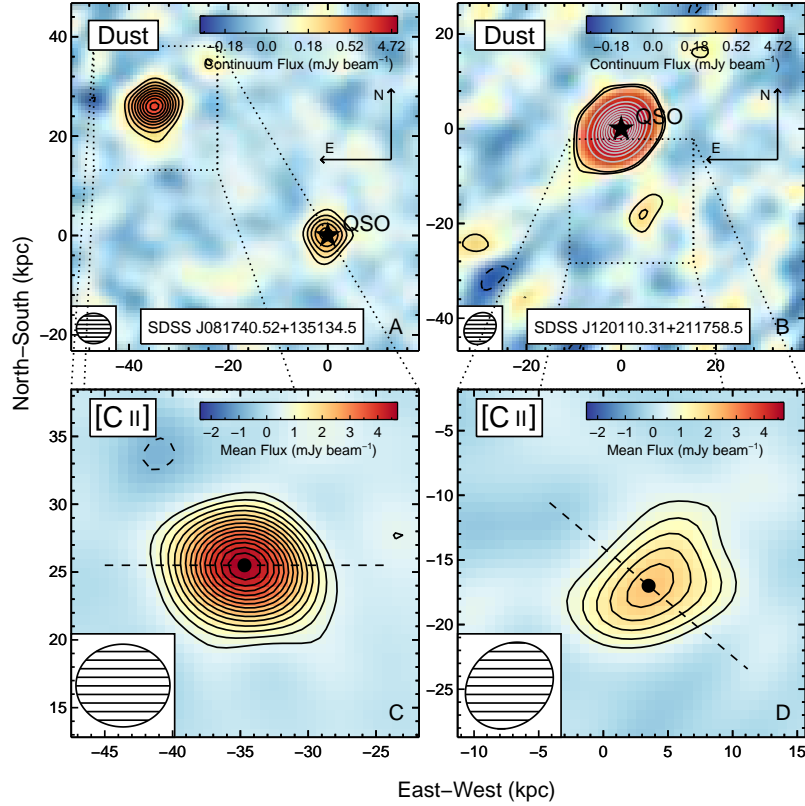 Dust
−0.18 0.0 0.18 0.52 4.72
Continuum Flux (mJy beam−1)
N
E
QSO
SDSS J081740.52+135134.5
A
40
20
0
−20
−40 −20 0
Dust
−0.18 0.0 0.18 0.52 4.72
Continuum Flux (mJy beam−1)
N
E
QSO
SDSS J120110.31+211758.5
B
20
0
−20
−40
−20 0 20
North−South (kpc)
[C II]
−2 −1 0 1 2 3 4
Mean Flux (mJy beam−1)
C
35
30
25
20
15
−45 −40 −35 −30 −25
[C II]
−2 −1 0 1 2 3 4
Mean Flux (mJy beam−1)
D
−5
−10
−15
−20
−25
−10 −5 0 5 10 15
East−West (kpc)